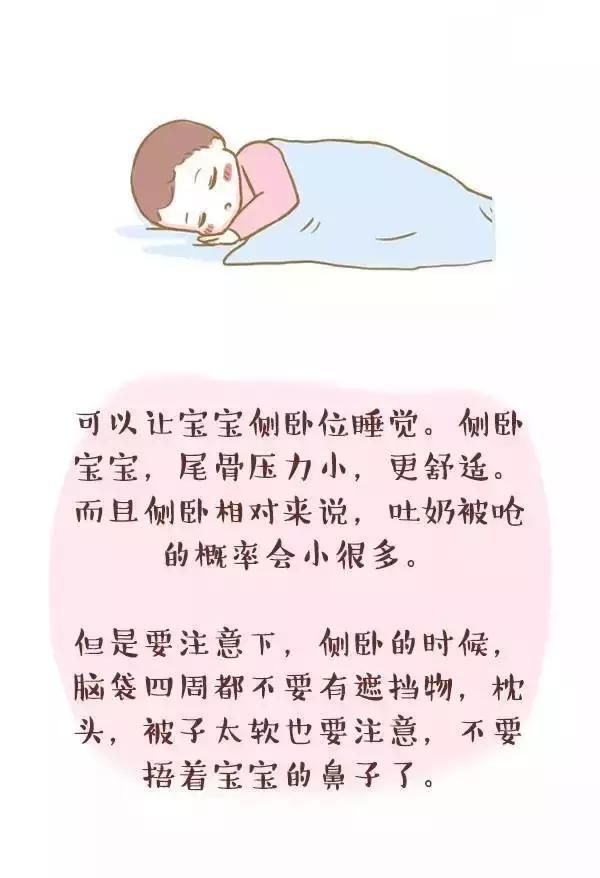 可以让宝宝侧卧位睡觉。侧卧
宝宝，尾骨压力小，更舒适。
而且侧卧相对来说，吐奶被呛
的概率会小很多。
但是要注意下，侧卧的时候，
脑袋四周都不要有遮挡物，枕
头，被子太软也要注意，不要
捂着宝宝的鼻子了。